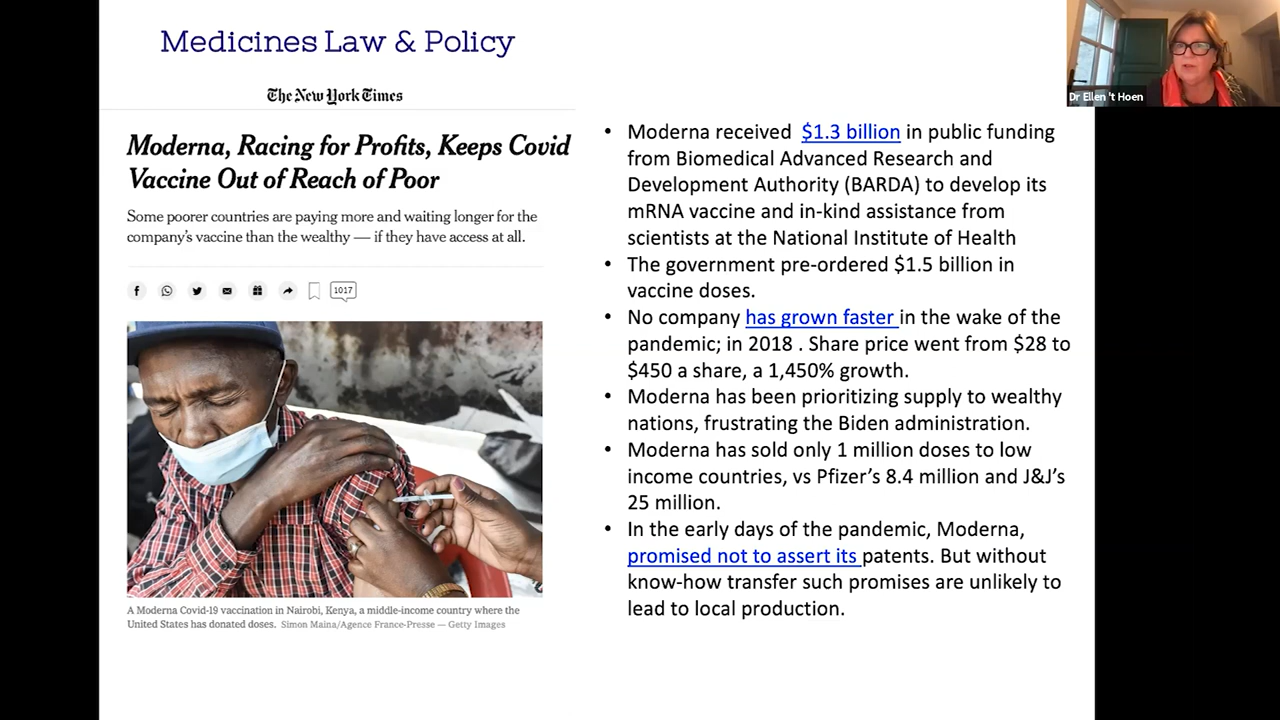 Medicines Law & Policy
The New York Times
Moderna, Racing for Profits, Keeps Covid
Vaccine Out of Reach of Poor
Some poorer countries are paying more and waiting longer for the
company's vaccine than the wealthy — if they have access at all.
1017
A Moderna Covid-19 vaccination in Nairobi, Kenya, a middle-income country where the
United States has donated doses. Simon Maina/Agence France-Presse — Getty Images
• Moderna received $1.3 billion in public funding
from Biomedical Advanced Research and
Development Authority (BARDA) to develop its
mRNA vaccine and in-kind assistance from
scientists at the National Institute of Health
• The government pre-ordered $1.5 billion in
vaccine doses.
• No company has grown faster in the wake of the
pandemic; in 2018 . Share price went from $28 to
$450 a share, a 1,450% growth.
• Moderna has been prioritizing supply to wealthy
nations, frustrating the Biden administration.
• Moderna has sold only 1 million doses to low
income countries, vs Pfizer's 8.4 million and J&J's
25 million.
• In the early days of the pandemic, Moderna,
promised not to assert its patents. But without
know-how transfer such promises are unlikely to
lead to local production.
Dr Ellen 't Hoen